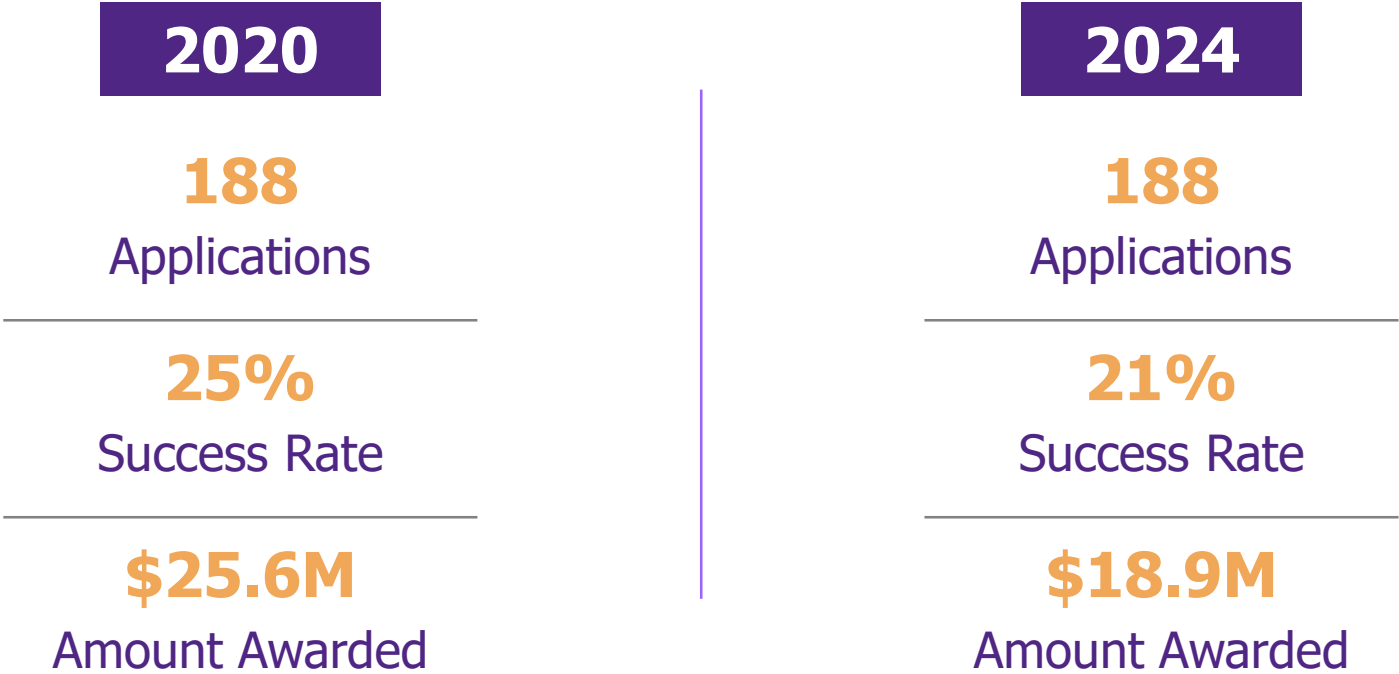 2020
188
Applications
25%
Success Rate
$25.6M
Amount Awarded
2024
188
Applications
21%
Success Rate
$18.9M
Amount Awarded